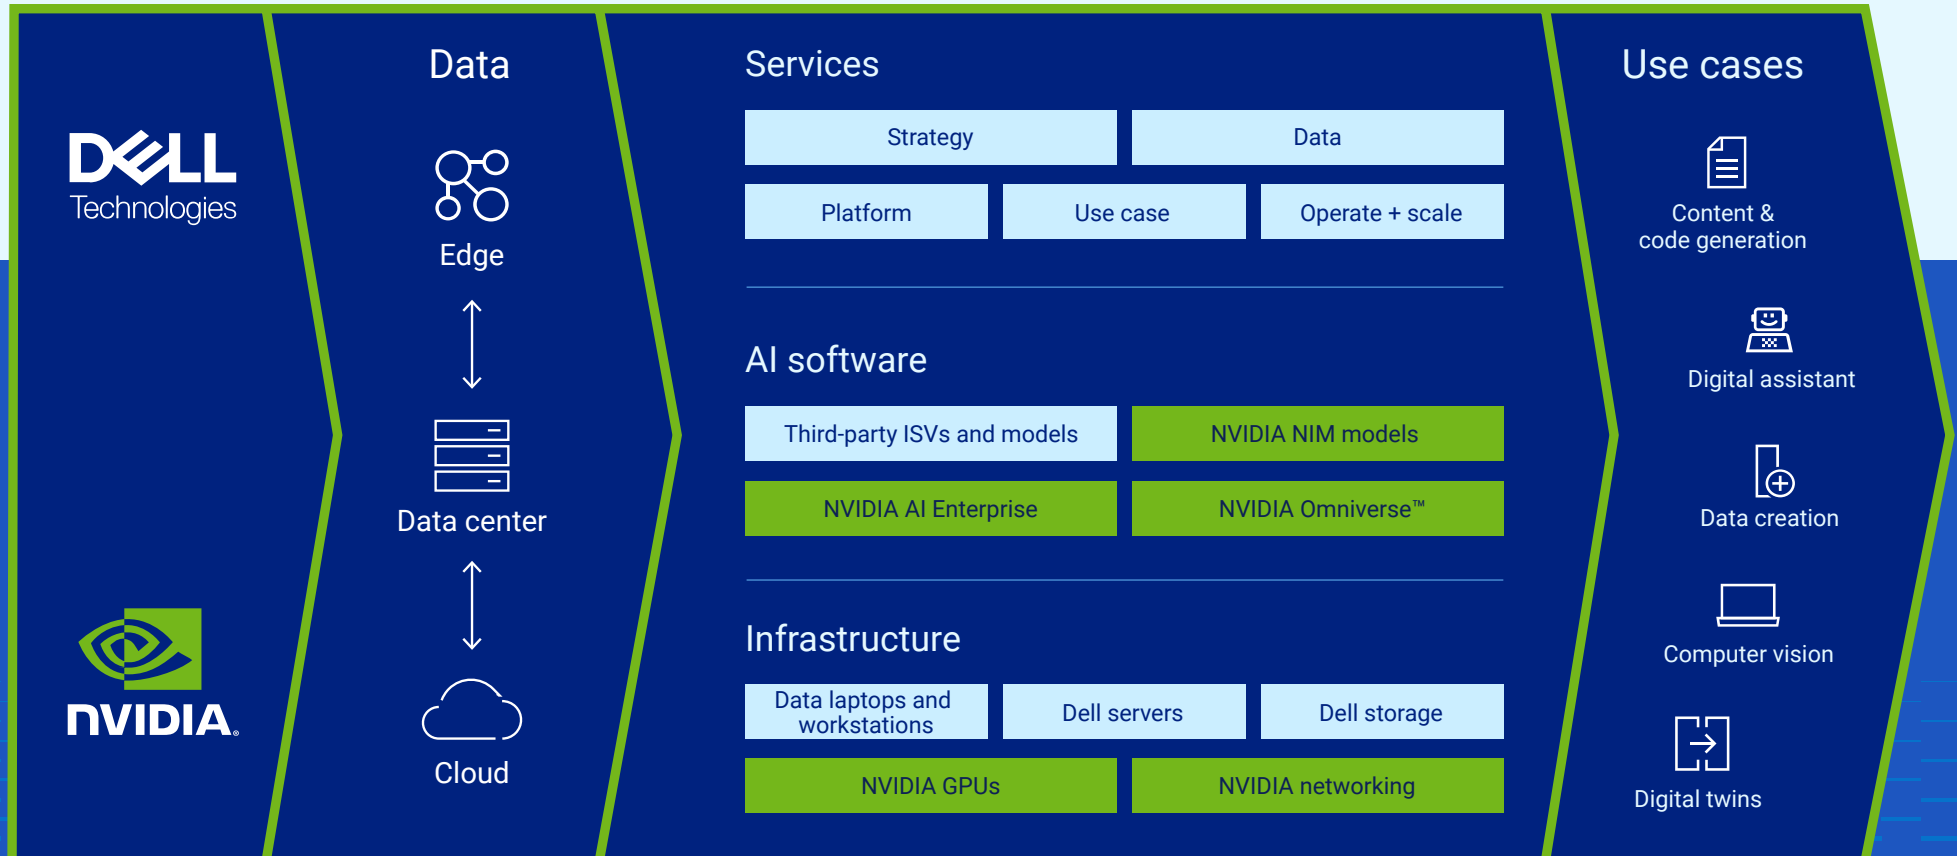 DELL
Technologies
NVIDIA®
Data
Edge
Data center
Cloud
Services
Strategy
Data
Platform
Use case
Operate + scale
AI software
Third-party ISVs and models
NVIDIA NIM models
NVIDIA AI Enterprise
NVIDIA Omniverse™
Infrastructure
Data laptops and
workstations
Dell servers
Dell storage
NVIDIA GPUs
NVIDIA networking
Use cases
Content &
code generation
Digital assistant
Data creation
Computer vision
Digital twins